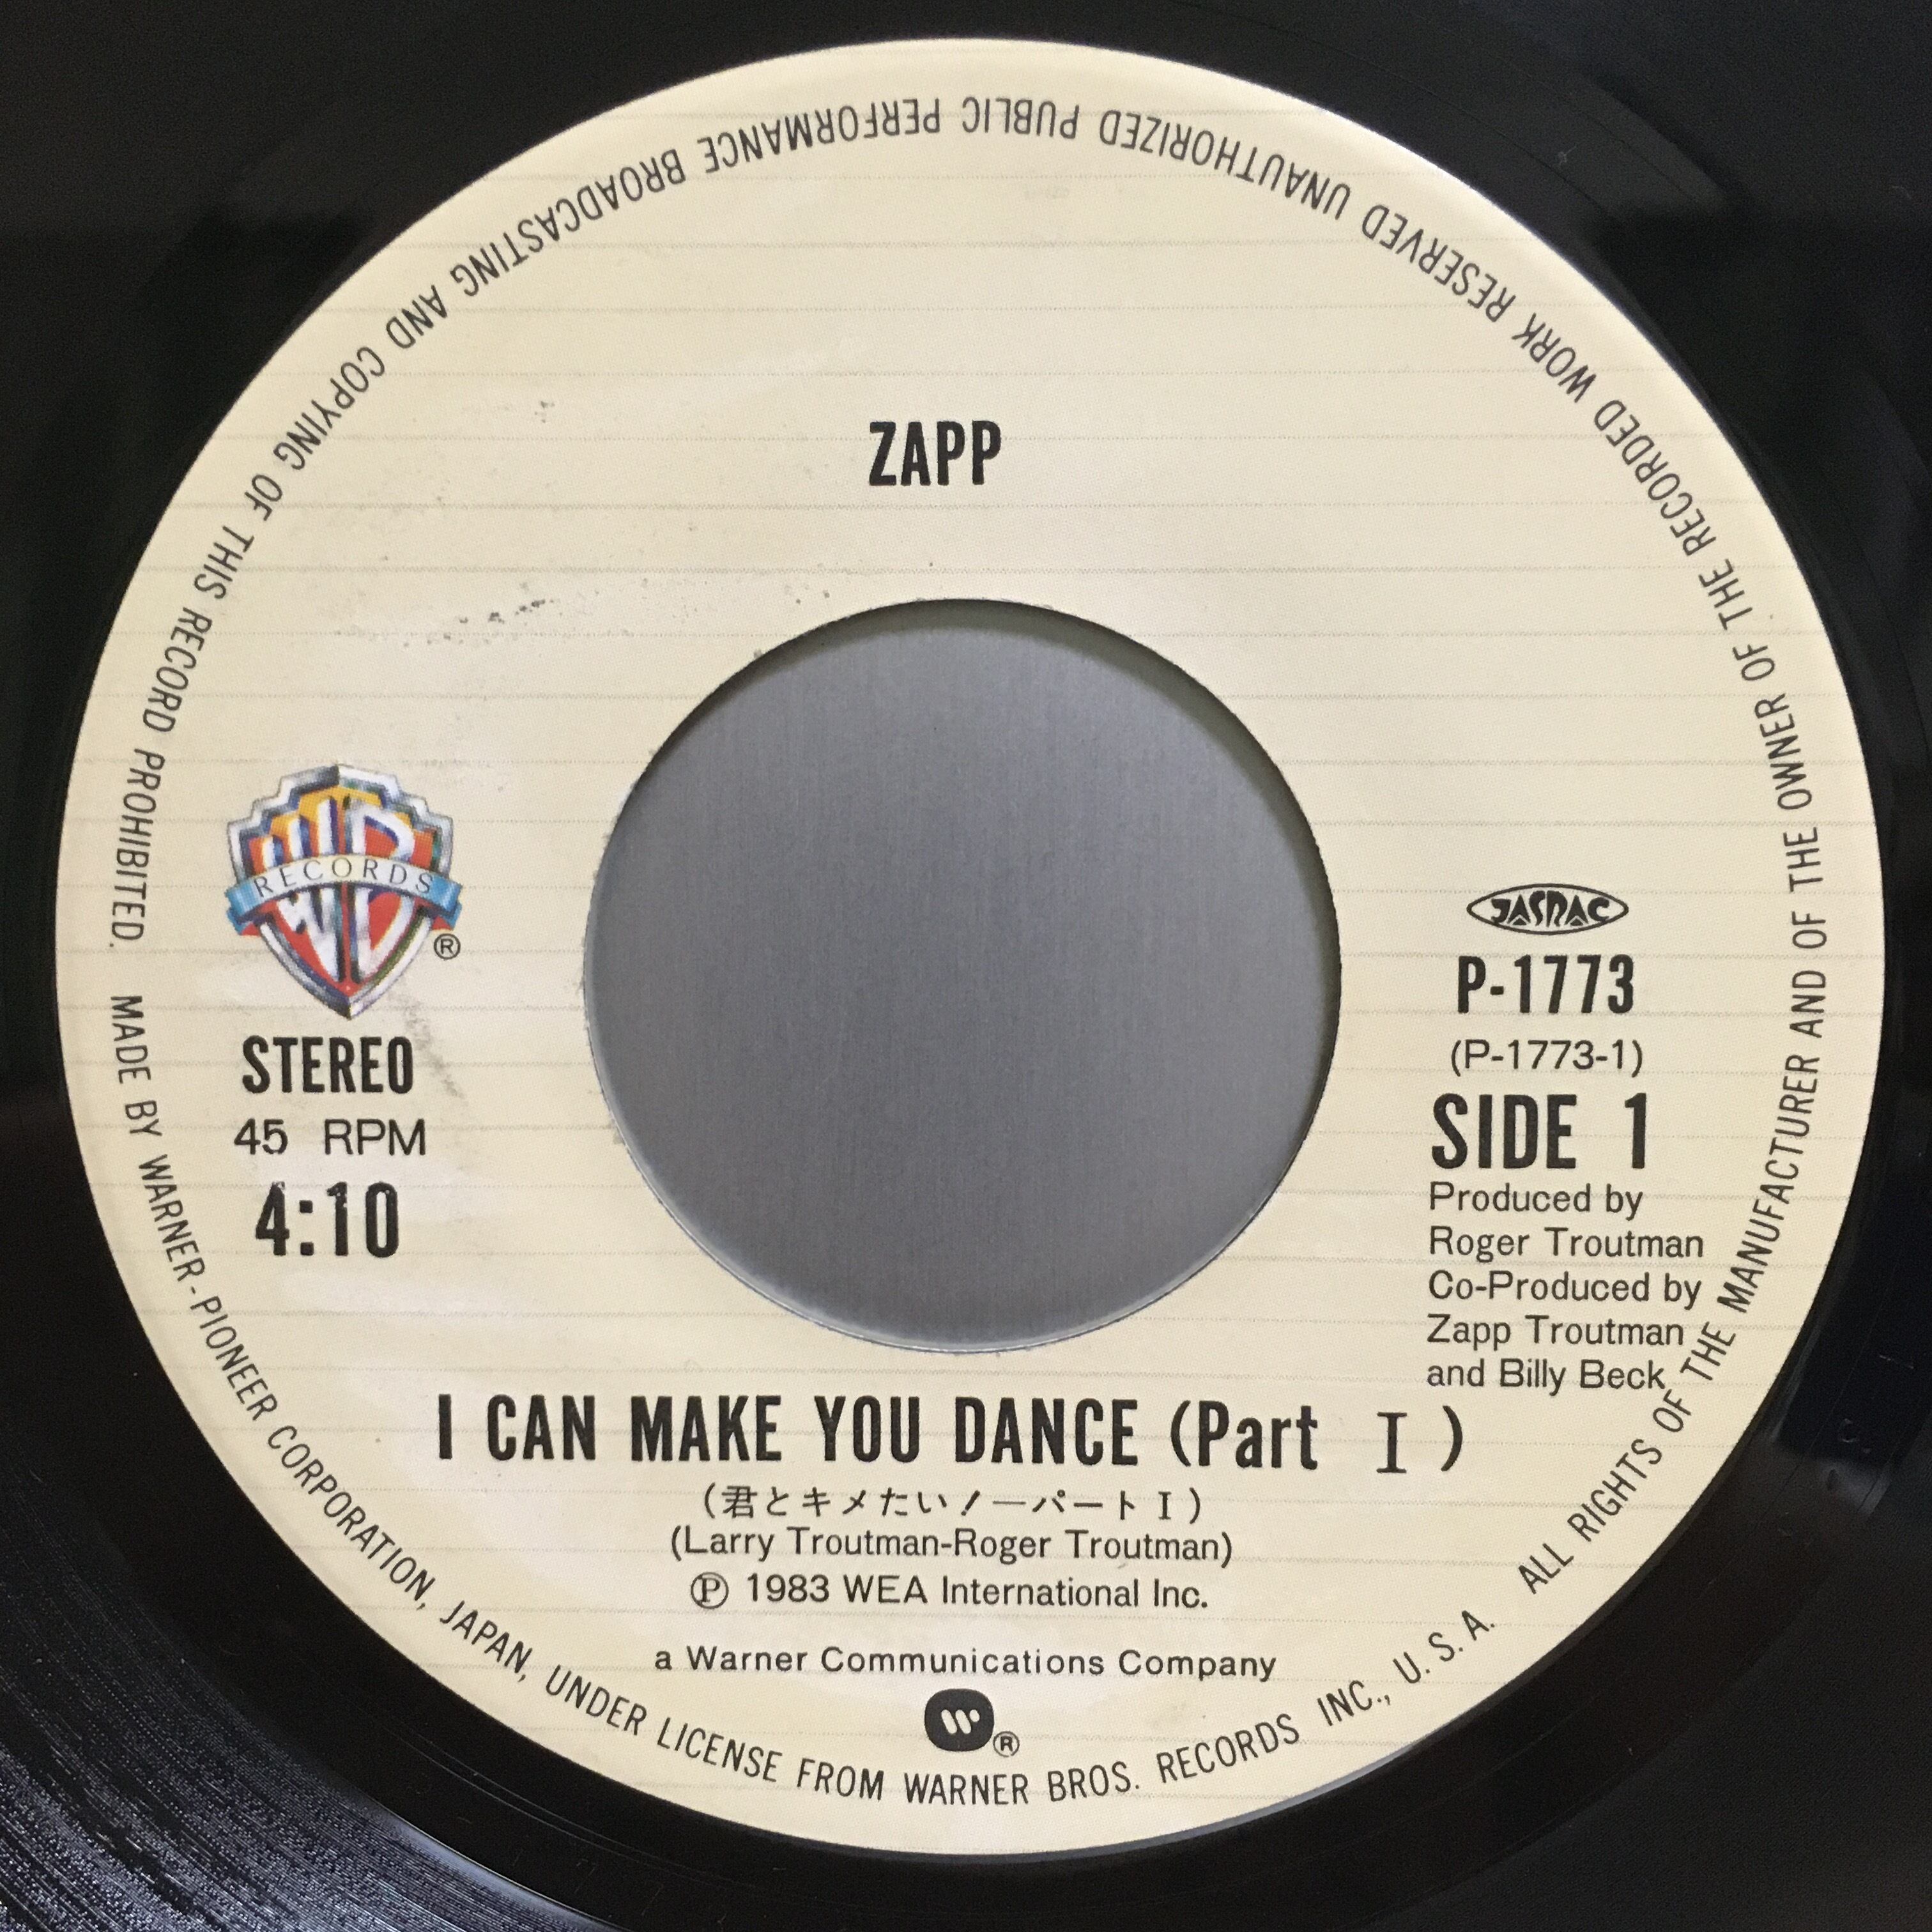 ZAPP
RECORDS
®
STEREO
45 RPM
4:10
JASRAC
P-1773
(P-1773-1)
SIDE 1
Produced by
Roger Troutman
Co-Produced by
Zapp Troutman
and Billy Beck
I CAN MAKE YOU DANCE (Part I)
(君とキメたい!—パートI)
(Larry Troutman-Roger Troutman)
Ⓟ 1983 WEA International Inc.
a Warner Communications Company
®
MADE BY WARNER-PIONEER CORPORATION, JAPAN, UNDER LICENSE FROM WARNER BROS. RECORDS INC., U.S.A. ALL RIGHTS OF THE MANUFACTURER AND OF THE OWNER OF THE RECORDED WORK RESERVED UNAUTHORIZED PUBLIC PERFORMANCE BROADCASTING AND COPYING OF THIS RECORD PROHIBITED.